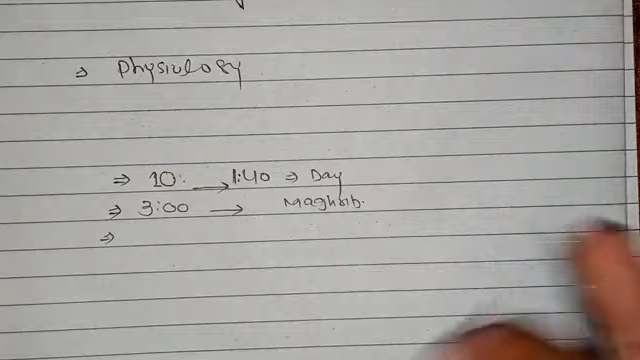 ⇒ Physiology
⇒ 10: → 1:40 ⇒ Day
⇒ 3:00 → Maghrib.
⇒